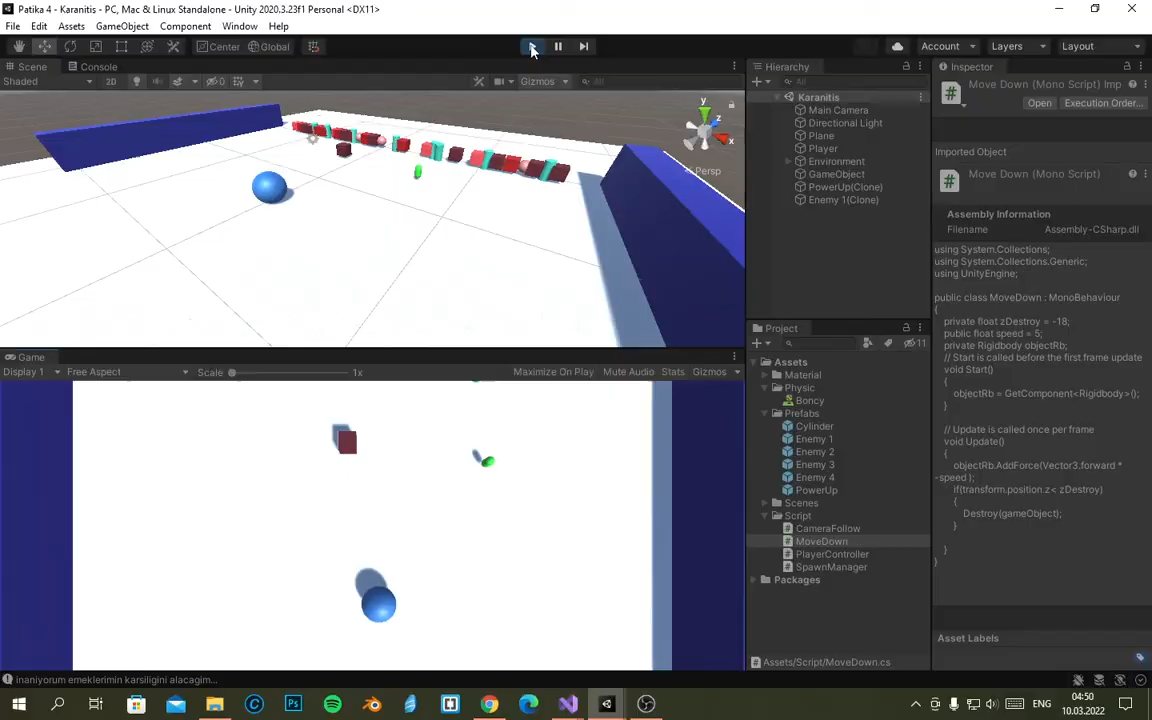 Patika 4 - Karanitis - PC, Mac & Linux Standalone - Unity 2020.3.23f1 Personal <DX11>
File Edit Assets GameObject Component Window Help
Center Global Account Layers Layout
Scene Console
Shaded 2D 0 Gizmos All
y
z
x
Persp
Game
Display 1 Free Aspect Scale 1x Maximize On Play Mute Audio Stats Gizmos
Hierarchy
All
Karanitis
Main Camera
Directional Light
Plane
Player
Environment
GameObject
PowerUp(Clone)
Enemy 1(Clone)
Project
11
Assets
Material
Physic
Boncy
Prefabs
Cylinder
Enemy 1
Enemy 2
Enemy 3
Enemy 4
PowerUp
Scenes
Script
CameraFollow
MoveDown
PlayerController
SpawnManager
Packages
Assets/Script/MoveDown.cs
Inspector
Move Down (Mono Script) Imp
Open Execution Order...
Imported Object
Move Down (Mono Script)
Assembly Information
Filename Assembly-CSharp.dll
using System.Collections;
using System.Collections.Generic;
using UnityEngine;
public class MoveDown : MonoBehaviour
{
private float zDestroy = -18;
public float speed = 5;
private Rigidbody objectRb;
// Start is called before the first frame update
void Start()
{
objectRb = GetComponent<Rigidbody>();
}
// Update is called once per frame
void Update()
{
objectRb.AddForce(Vector3.forward *
-speed );
if(transform.position.z< zDestroy)
{
Destroy(gameObject);
}
}
}
Asset Labels
inaniyorum emeklerimin karsiligini alacagim...
ENG
04:50
10.03.2022